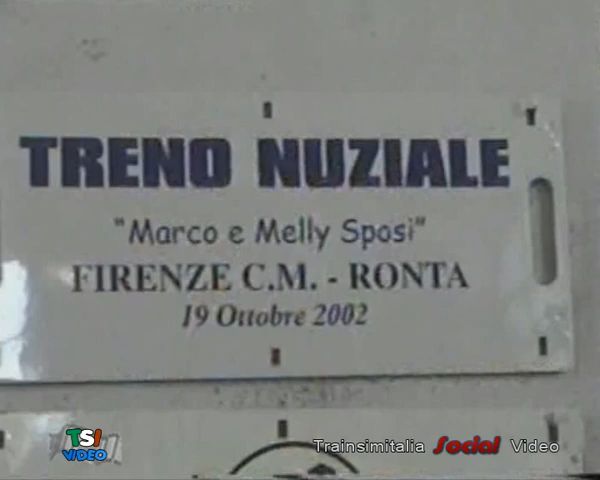 TRENO NUZIALE
"Marco e Melly Sposi"
FIRENZE C.M. - RONTA
19 Ottobre 2002
TSI
VIDEO
Trainsimitalia Social Video